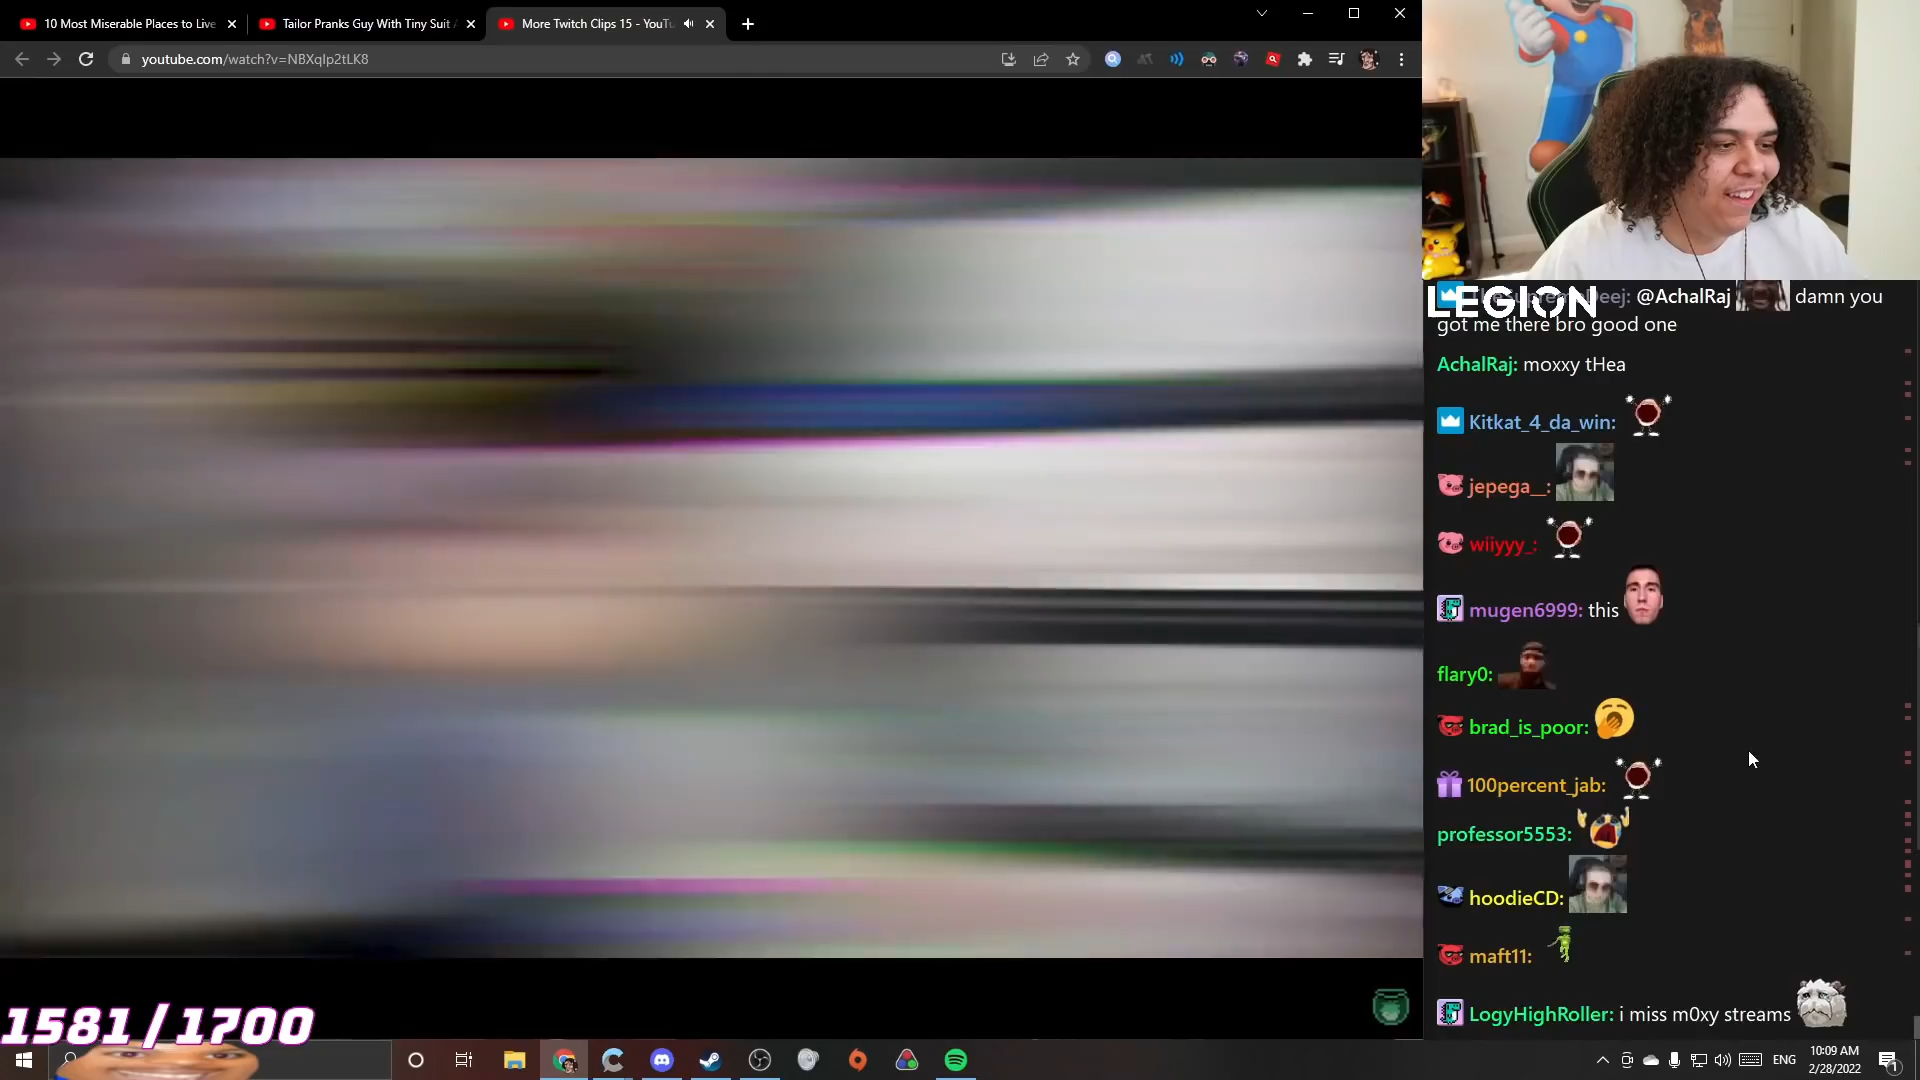 10 Most Miserable Places to Live
Tailor Pranks Guy With Tiny Suit
More Twitch Clips 15 - YouTu
youtube.com/watch?v=NBXqIp2tLK8
LEGION
Deej: @AchalRaj damn you
got me there bro good one
AchalRaj: moxxy tHea
Kitkat_4_da_win:
jepega__:
wiiyyy_:
mugen6999: this
flary0:
brad_is_poor:
100percent_jab:
professor5553:
hoodieCD:
maft11:
LogyHighRoller: i miss m0xy streams
1581/1700
ENG
10:09 AM
2/28/2022
1